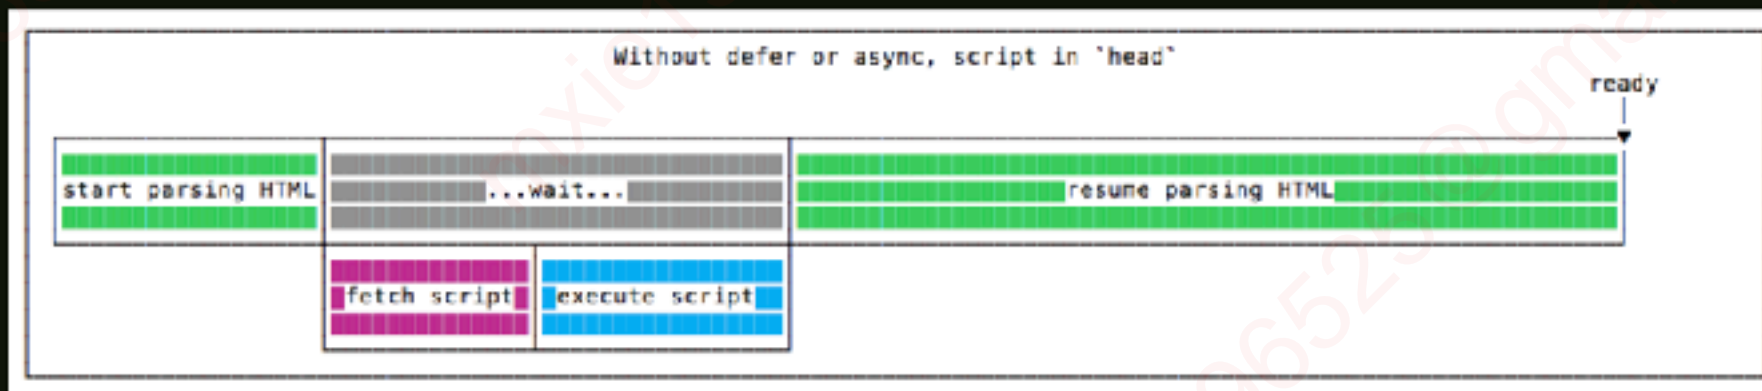 Without defer or async, script in `head`
ready
start parsing HTML ...wait... resume parsing HTML
fetch script execute script